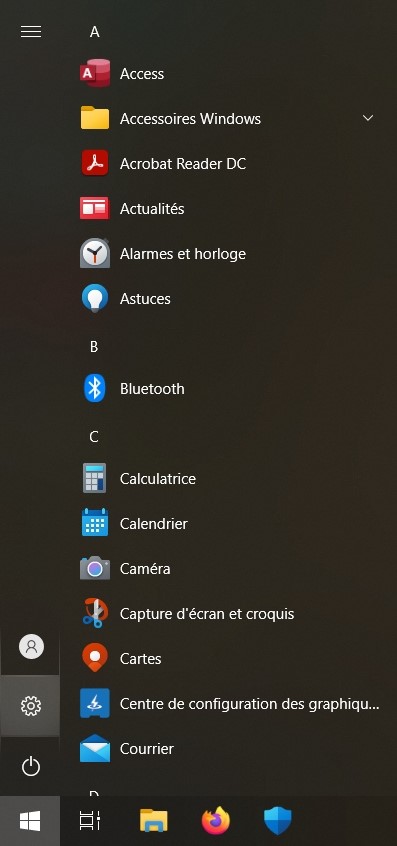 A
Access
Accessoires Windows
Acrobat Reader DC
Actualités
Alarmes et horloge
Astuces
B
Bluetooth
C
Calculatrice
Calendrier
Caméra
Capture d'écran et croquis
Cartes
Centre de configuration des graphiqu...
Courrier
D